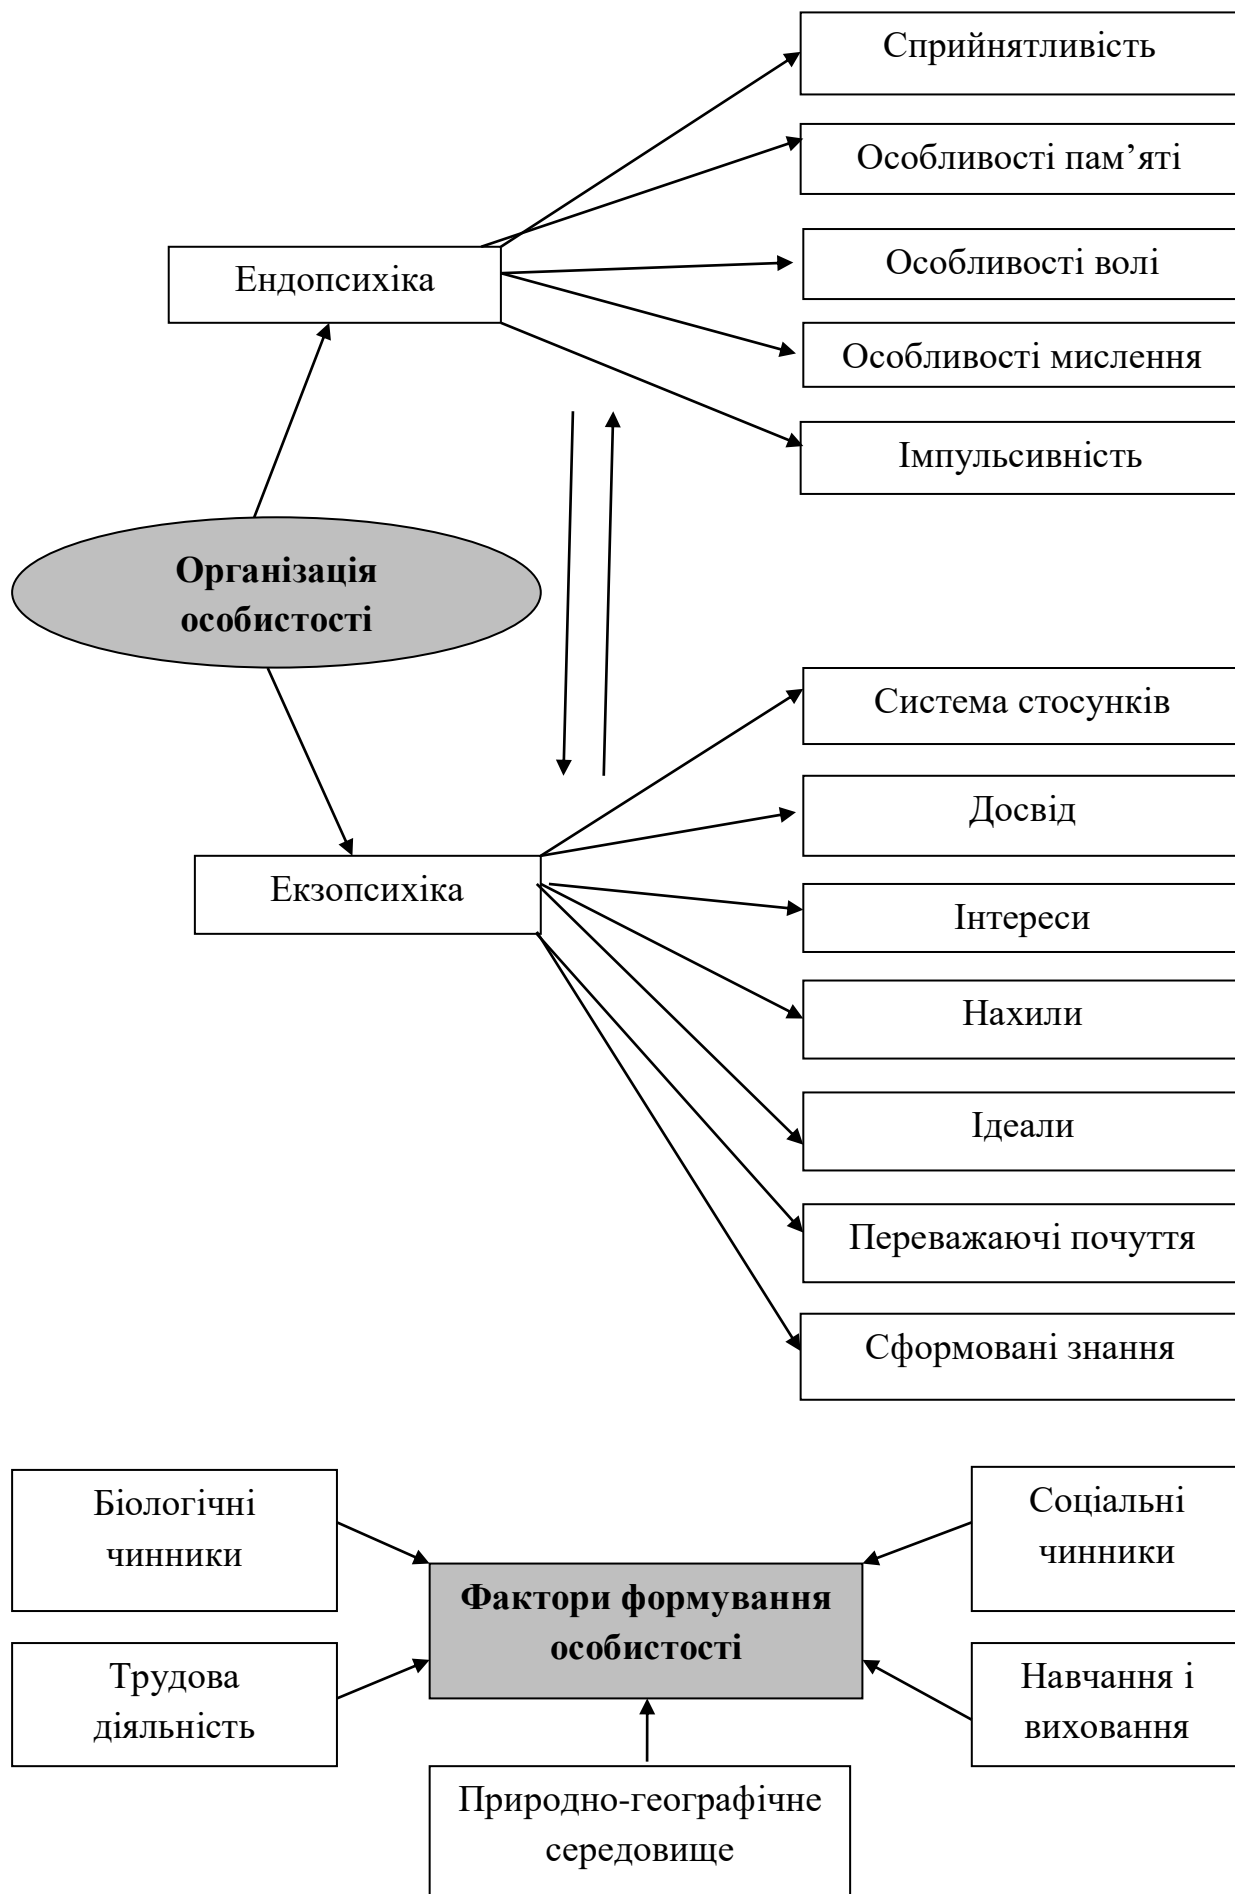 Сприйнятливість
Особливості пам’яті
Особливості волі
Ендопсихіка
Особливості мислення
Імпульсивність
Організація
особистості
Система стосунків
Досвід
Екзопсихіка
Інтереси
Нахили
Ідеали
Переважаючі почуття
Сформовані знання
Біологічні
чинники
Соціальні
чинники
Фактори формування
особистості
Трудова
діяльність
Навчання і
виховання
Природно-географічне
середовище